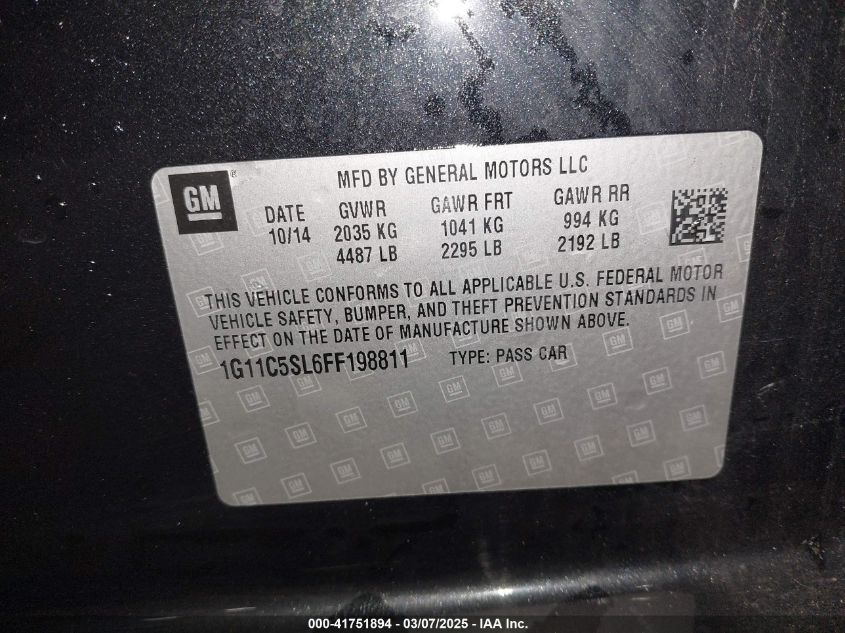 GM ®
MFD BY GENERAL MOTORS LLC
DATE GVWR GAWR FRT GAWR RR
10/14 2035 KG 1041 KG 994 KG
4487 LB 2295 LB 2192 LB
THIS VEHICLE CONFORMS TO ALL APPLICABLE U.S. FEDERAL MOTOR
VEHICLE SAFETY, BUMPER, AND THEFT PREVENTION STANDARDS IN
EFFECT ON THE DATE OF MANUFACTURE SHOWN ABOVE.
1G11C5SL6FF198811 TYPE: PASS CAR
000-41751894 / 03/07/2025 - IAA Inc.